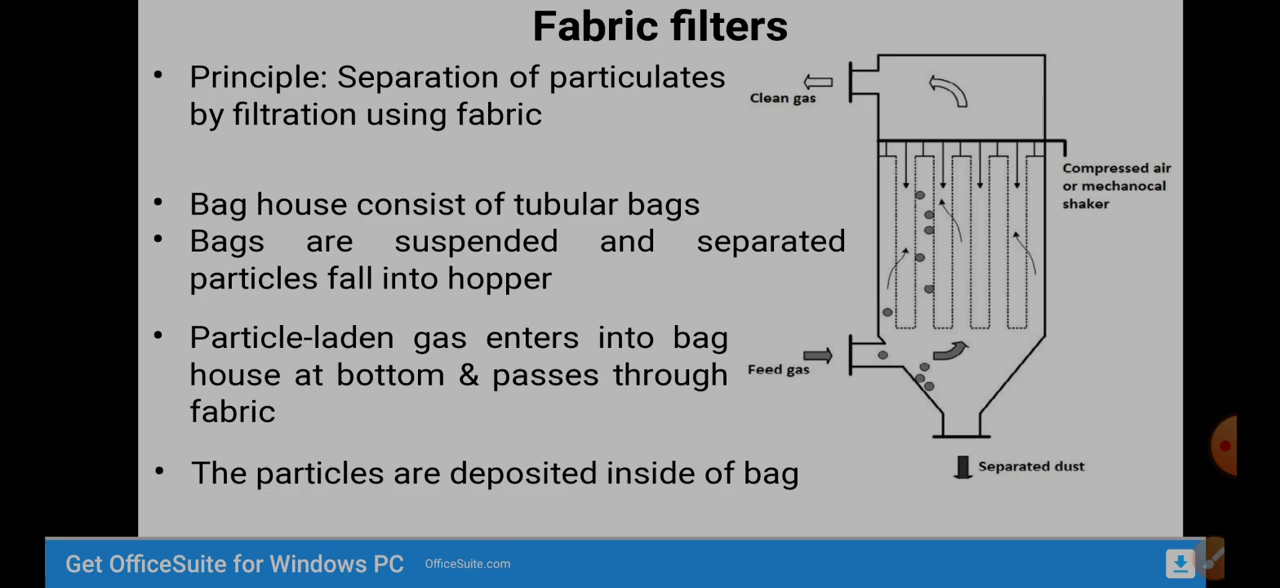 Fabric filters
• Principle: Separation of particulates
by filtration using fabric
• Bag house consist of tubular bags
• Bags are suspended and separated
particles fall into hopper
• Particle-laden gas enters into bag
house at bottom & passes through
fabric
• The particles are deposited inside of bag
Clean gas
Compressed air
or mechanocal
shaker
Feed gas
Separated dust
Get OfficeSuite for Windows PC OfficeSuite.com